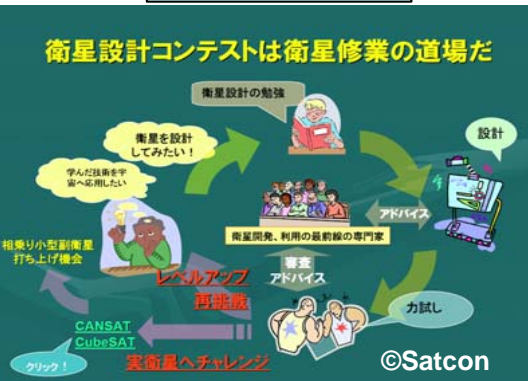 衛星設計コンテストは衛星修業の道場だ
衛星設計の勉強
衛星を設計
してみたい！
学んだ技術を宇
宙へ応用したい
設計
アドバイス
衛星開発、利用の最前線の専門家
相乗り小型副衛星
打ち上げ機会
審査
アドバイス
レベルアップ
再挑戦
力試し
CANSAT
CubeSAT
クリック！
実衛星へチャレンジ
©Satcon